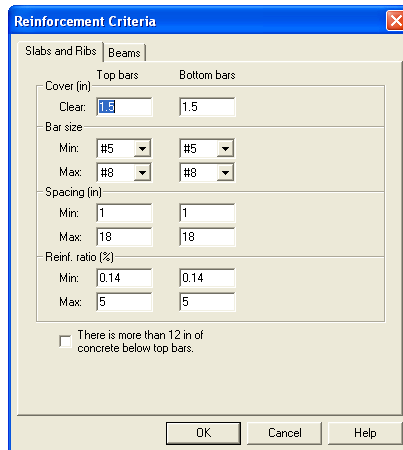 Reinforcement Criteria
Slabs and Ribs Beams
Top bars Bottom bars
Cover (in)
Clear: 1.5 1.5
Bar size
Min: #5 #5
Max: #8 #8
Spacing (in)
Min: 1 1
Max: 18 18
Reinf. ratio (%)
Min: 0.14 0.14
Max: 5 5
There is more than 12 in of
concrete below top bars.
OK Cancel Help